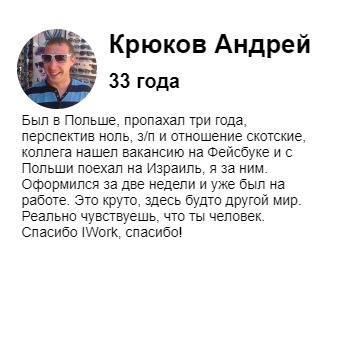 Крюков Андрей
33 года
Был в Польше, пропахал три года,
перспектив ноль, з/п и отношение скотские,
коллега нашел вакансию на Фейсбуке и с
Польши поехал на Израиль, я за ним.
Оформился за две недели и уже был на
работе. Это круто, здесь будто другой мир.
Реально чувствуешь, что ты человек.
Спасибо IWork, спасибо!